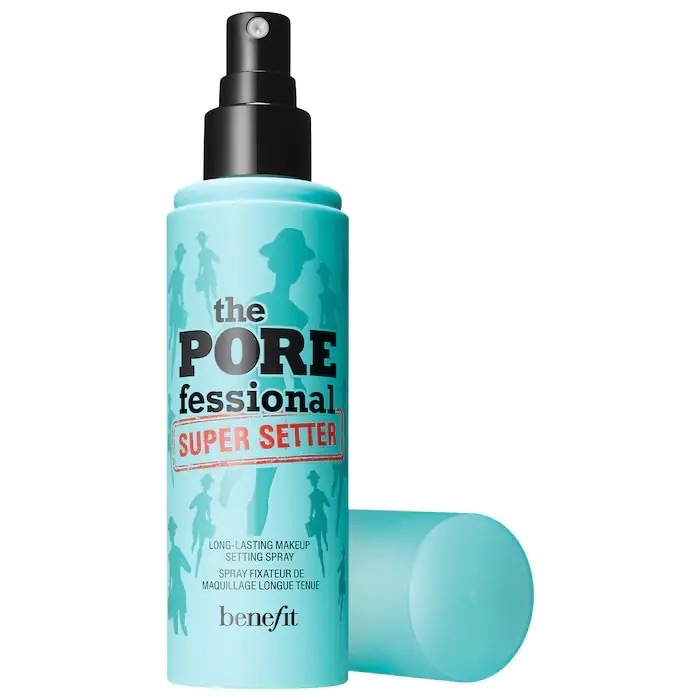 the
PORE
fessional
SUPER SETTER
LONG-LASTING MAKEUP
SETTING SPRAY
SPRAY FIXATEUR DE
MAQUILLAGE LONGUE TENUE
benefit